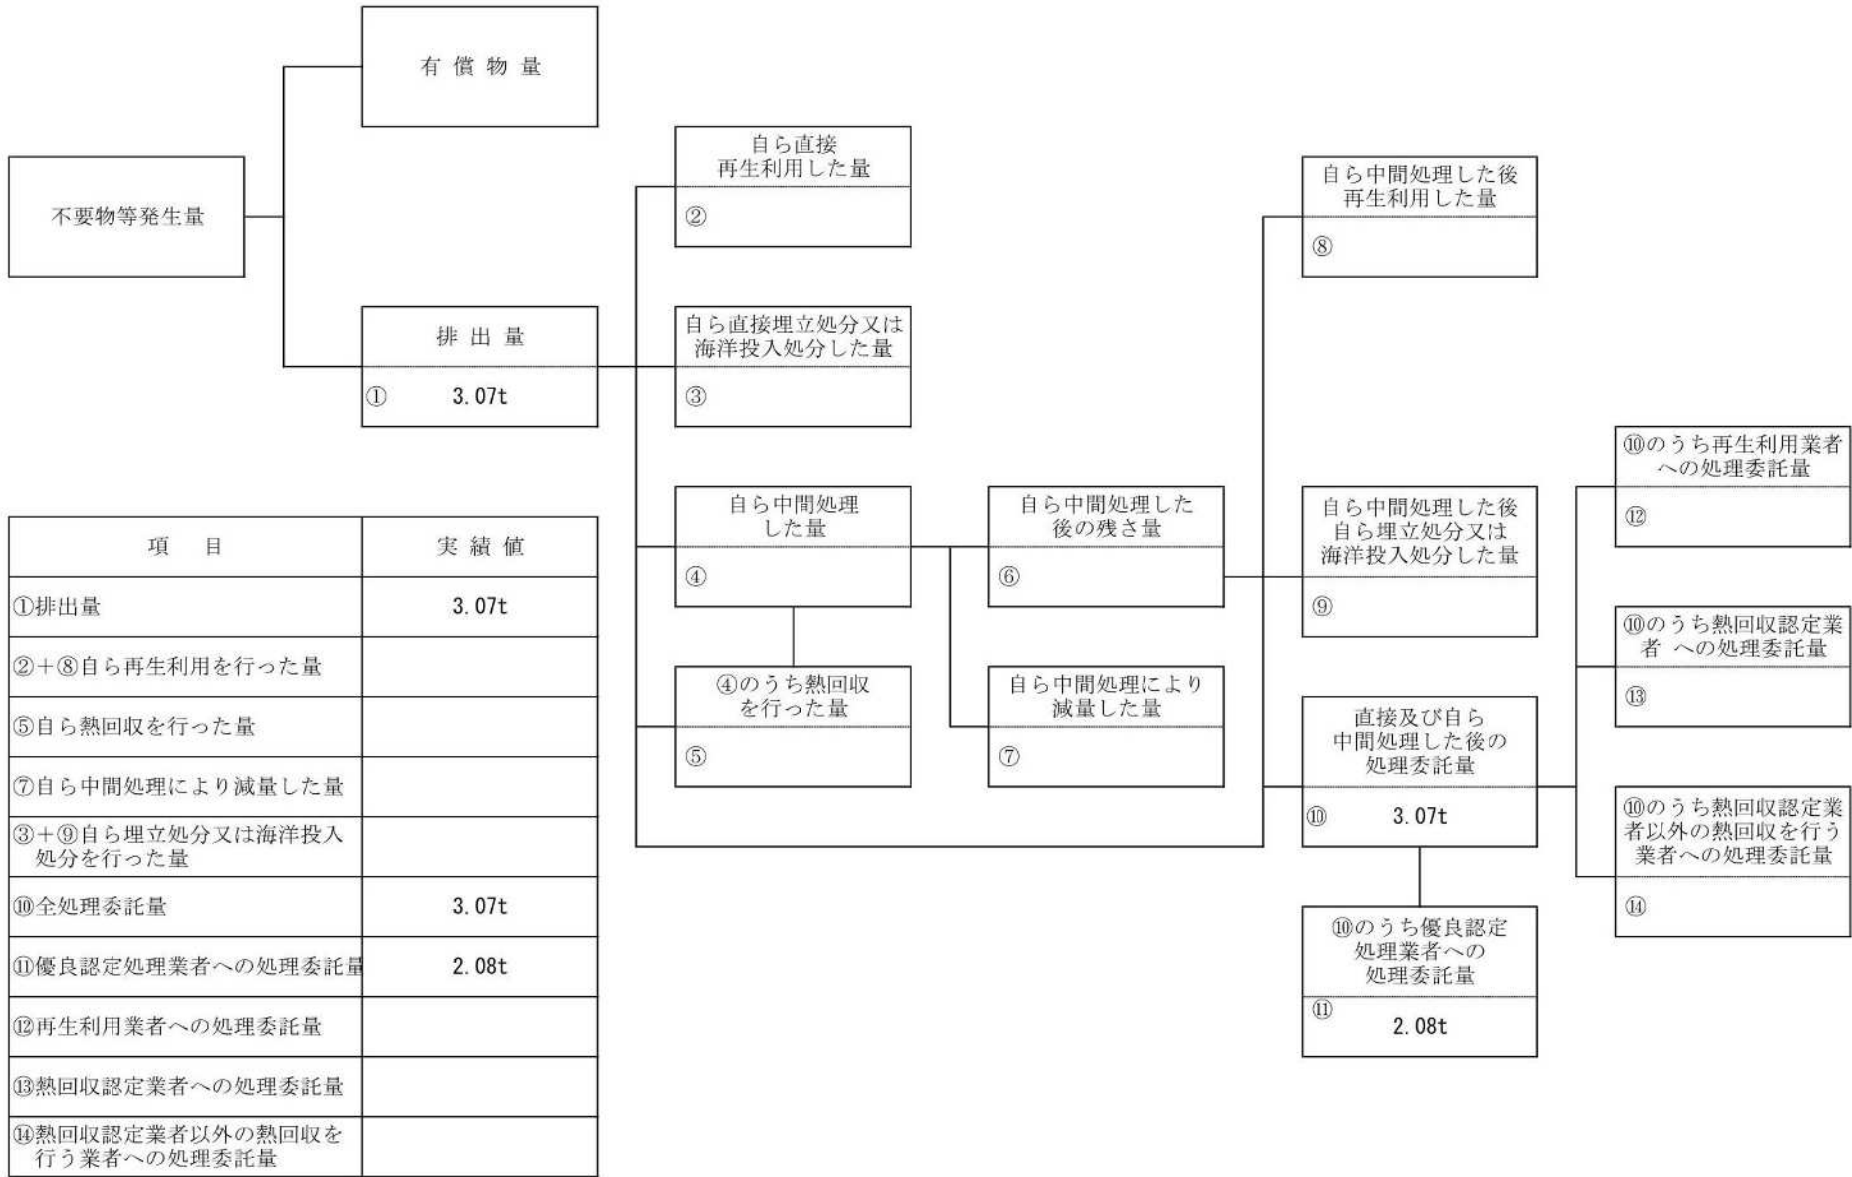 有償物量
不要物等発生量
排出量
① 3.07t
自ら直接
再生利用した量
②
自ら直接埋立処分又は
海洋投入処分した量
③
自ら中間処理
した量
④
④のうち熱回収
を行った量
⑤
自ら中間処理した
後の残さ量
⑥
自ら中間処理により
減量した量
⑦
自ら中間処理した後
再生利用した量
⑧
自ら中間処理した後
自ら埋立処分又は
海洋投入処分した量
⑨
直接及び自ら
中間処理した後の
処理委託量
⑩ 3.07t
⑩のうち優良認定
処理業者への
処理委託量
⑪
2.08t
⑩のうち再生利用業者
への処理委託量
⑫
⑩のうち熱回収認定業
者 への処理委託量
⑬
⑩のうち熱回収認定業
者以外の熱回収を行う
業者への処理委託量
⑭
項目 実績値
①排出量 3.07t
②+⑧自ら再生利用を行った量
⑤自ら熱回収を行った量
⑦自ら中間処理により減量した量
③+⑨自ら埋立処分又は海洋投入
処分を行った量
⑩全処理委託量 3.07t
⑪優良認定処理業者への処理委託量 2.08t
⑫再生利用業者への処理委託量
⑬熱回収認定業者への処理委託量
⑭熱回収認定業者以外の熱回収を
行う業者への処理委託量